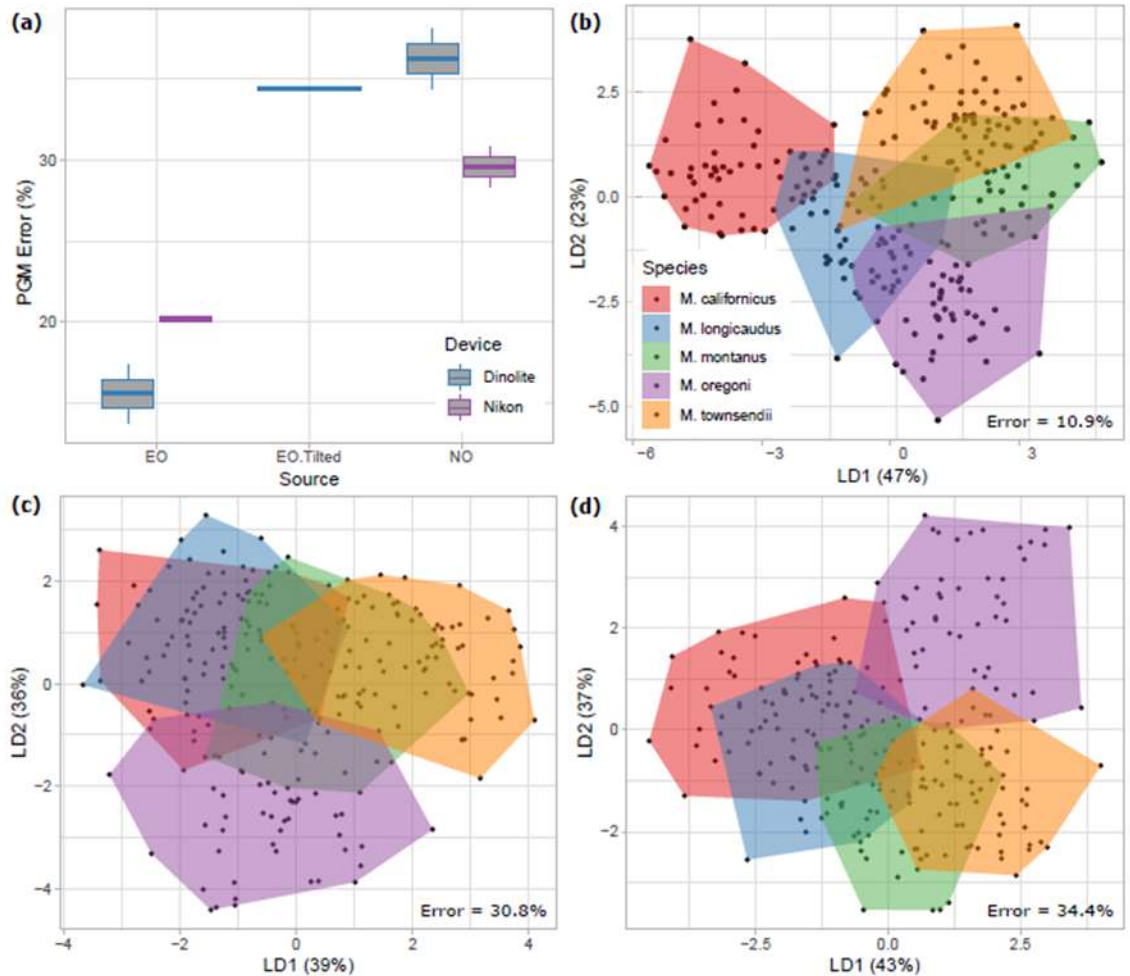 (a)
PGM Error (%)
30
20
EO
EO.Tilted
NO
Source
Device
Dinolite
Nikon
(b)
LD2 (23%)
2.5
0.0
-2.5
-5.0
Species
M. californicus
M. longicaudus
M. montanus
M. oregoni
M. townsendii
Error = 10.9%
-6
-3
0
3
LD1 (47%)
(c)
LD2 (36%)
2
0
-2
-4
Error = 30.8%
-4
-2
0
2
4
LD1 (39%)
(d)
LD2 (37%)
4
2
0
-2
Error = 34.4%
-2.5
0.0
2.5
LD1 (43%)